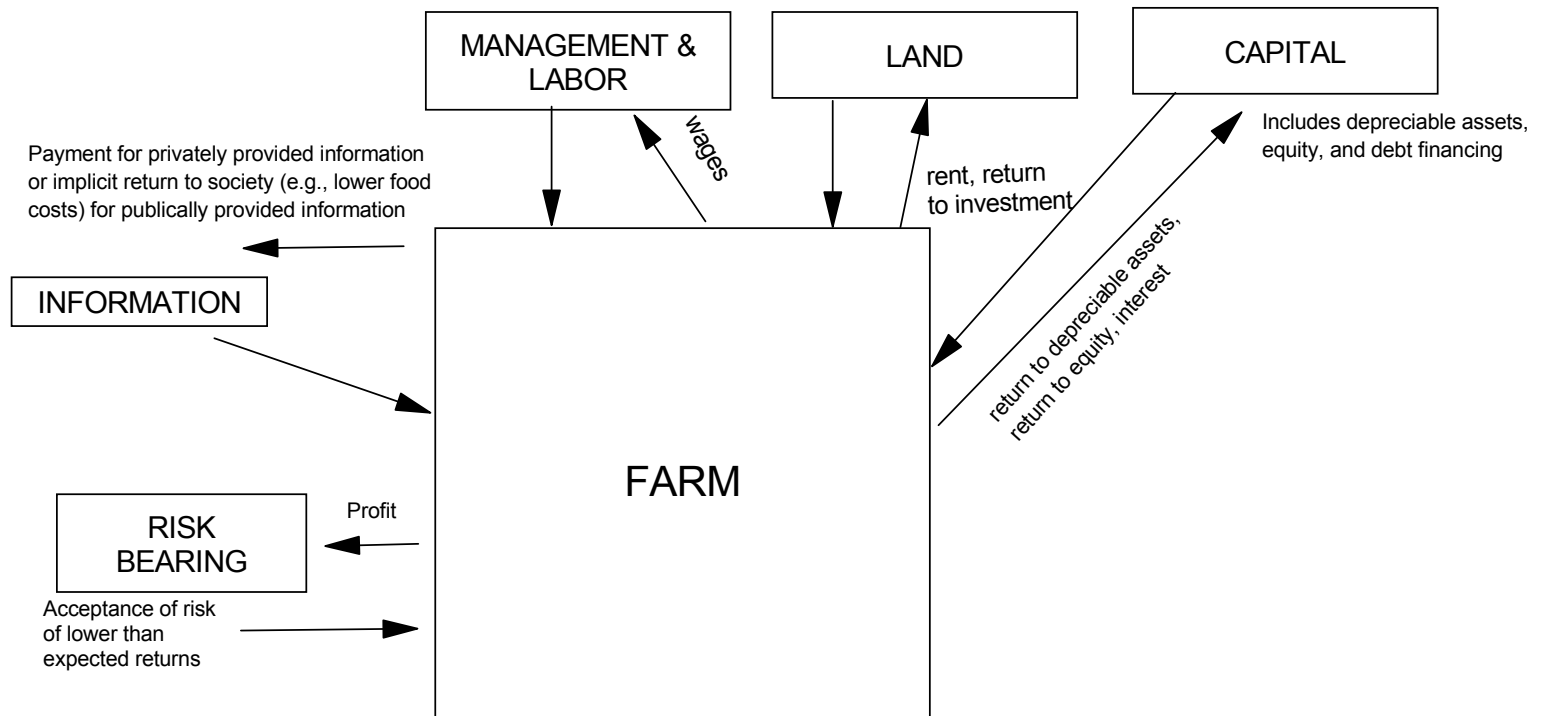 MANAGEMENT &
LABOR
LAND
CAPITAL
wages
Includes depreciable assets,
equity, and debt financing
Payment for privately provided information
or implicit return to society (e.g., lower food
costs) for publically provided information
rent, return
to investment
return to depreciable assets,
return to equity, interest
INFORMATION
FARM
RISK
BEARING
Profit
Acceptance of risk
of lower than
expected returns